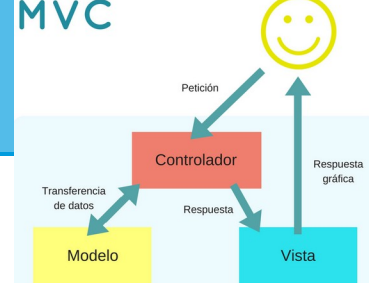 MVC
Petición
Controlador
Transferencia
de datos
Respuesta
Respuesta
gráfica
Modelo
Vista